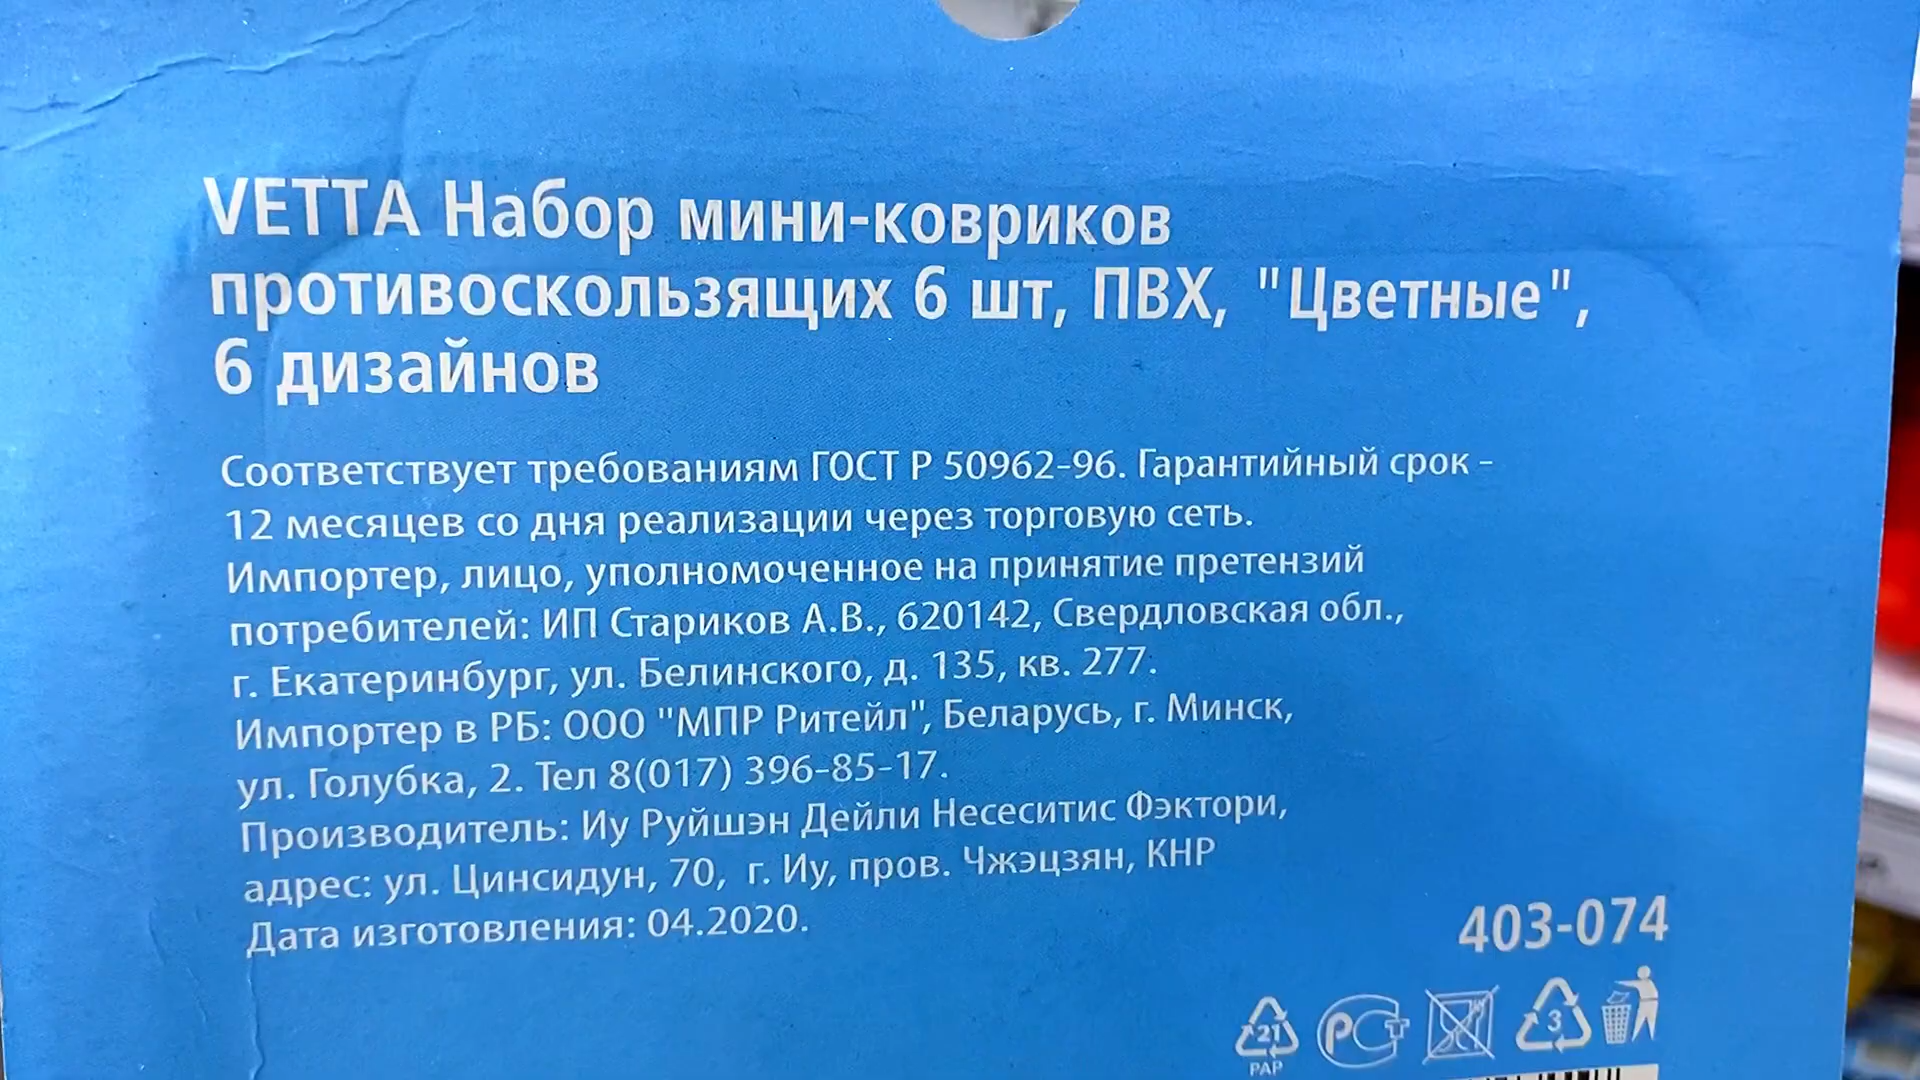 VETTA Набор мини-ковриков
противоскользящих 6 шт, ПВХ, "Цветные",
6 дизайнов
Соответствует требованиям ГОСТ Р 50962-96. Гарантийный срок -
12 месяцев со дня реализации через торговую сеть.
Импортер, лицо, уполномоченное на принятие претензий
потребителей: ИП Стариков А.В., 620142, Свердловская обл.,
г. Екатеринбург, ул. Белинского, д. 135, кв. 277.
Импортер в РБ: ООО "МПР Ритейл", Беларусь, г. Минск,
ул. Голубка, 2. Тел 8(017) 396-85-17.
Производитель: Иу Руйшэн Дейли Несеситис Фэктори,
адрес: ул. Цинсидун, 70, г. Иу, пров. Чжэцзян, КНР
Дата изготовления: 04.2020.
403-074
21 РСТ 3
PAP